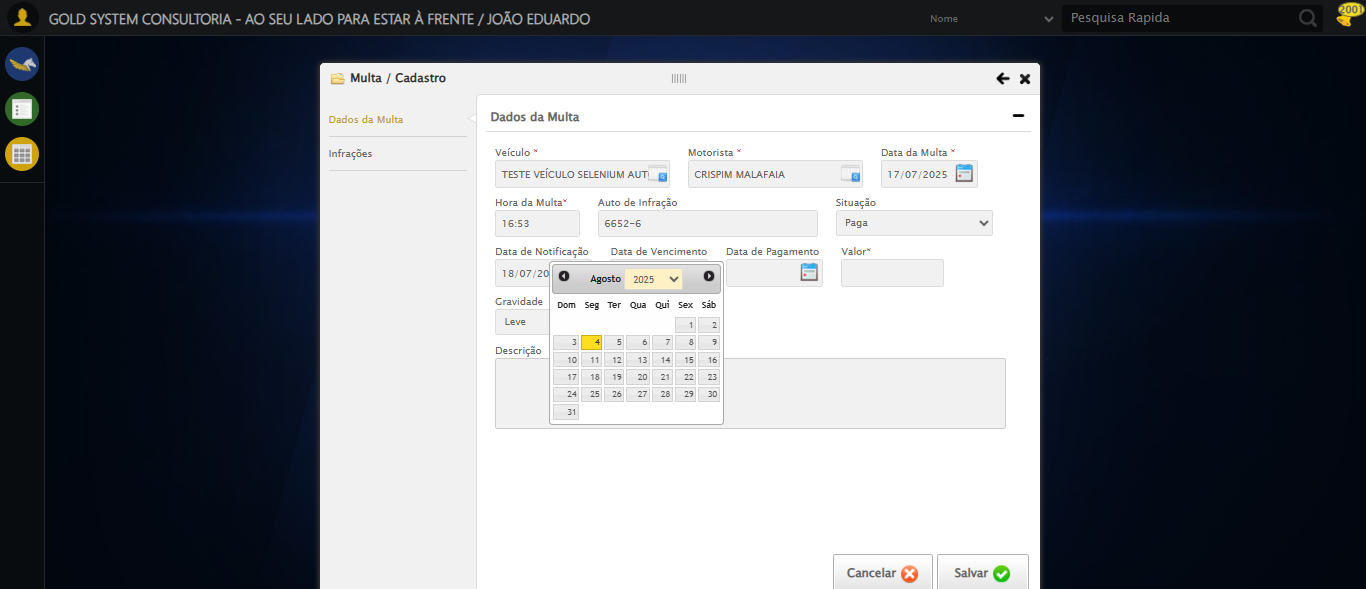 GOLD SYSTEM CONSULTORIA - AO SEU LADO PARA ESTAR À FRENTE / JOÃO EDUARDO
Nome
Pesquisa Rapida
2001
Multa / Cadastro
Dados da Multa
Infrações
Dados da Multa
Veículo * Motorista * Data da Multa *
TESTE VEÍCULO SELENIUM AUT CRISPIM MALAFAIA 17/07/2025
Hora da Multa* Auto de Infração Situação
16:53 6652-6 Paga
Data de Notificação Data de Vencimento Data de Pagamento Valor*
18/07/20
Agosto 2025
Gravidade
Leve
Descrição
Dom Seg Ter Qua Qui Sex Sáb
1 2
3 4 5 6 7 8 9
10 11 12 13 14 15 16
17 18 19 20 21 22 23
24 25 26 27 28 29 30
31
Cancelar Salvar